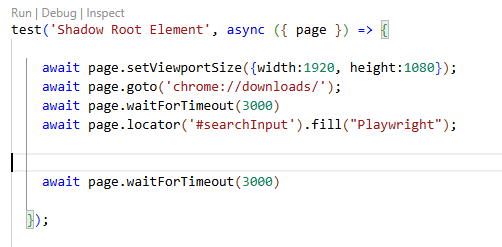 Run | Debug | Inspect
test('Shadow Root Element', async ({ page }) => {
await page.setViewportSize({width:1920, height:1080});
await page.goto('chrome://downloads/');
await page.waitForTimeout(3000)
await page.locator('#searchInput').fill("Playwright");
await page.waitForTimeout(3000)
});